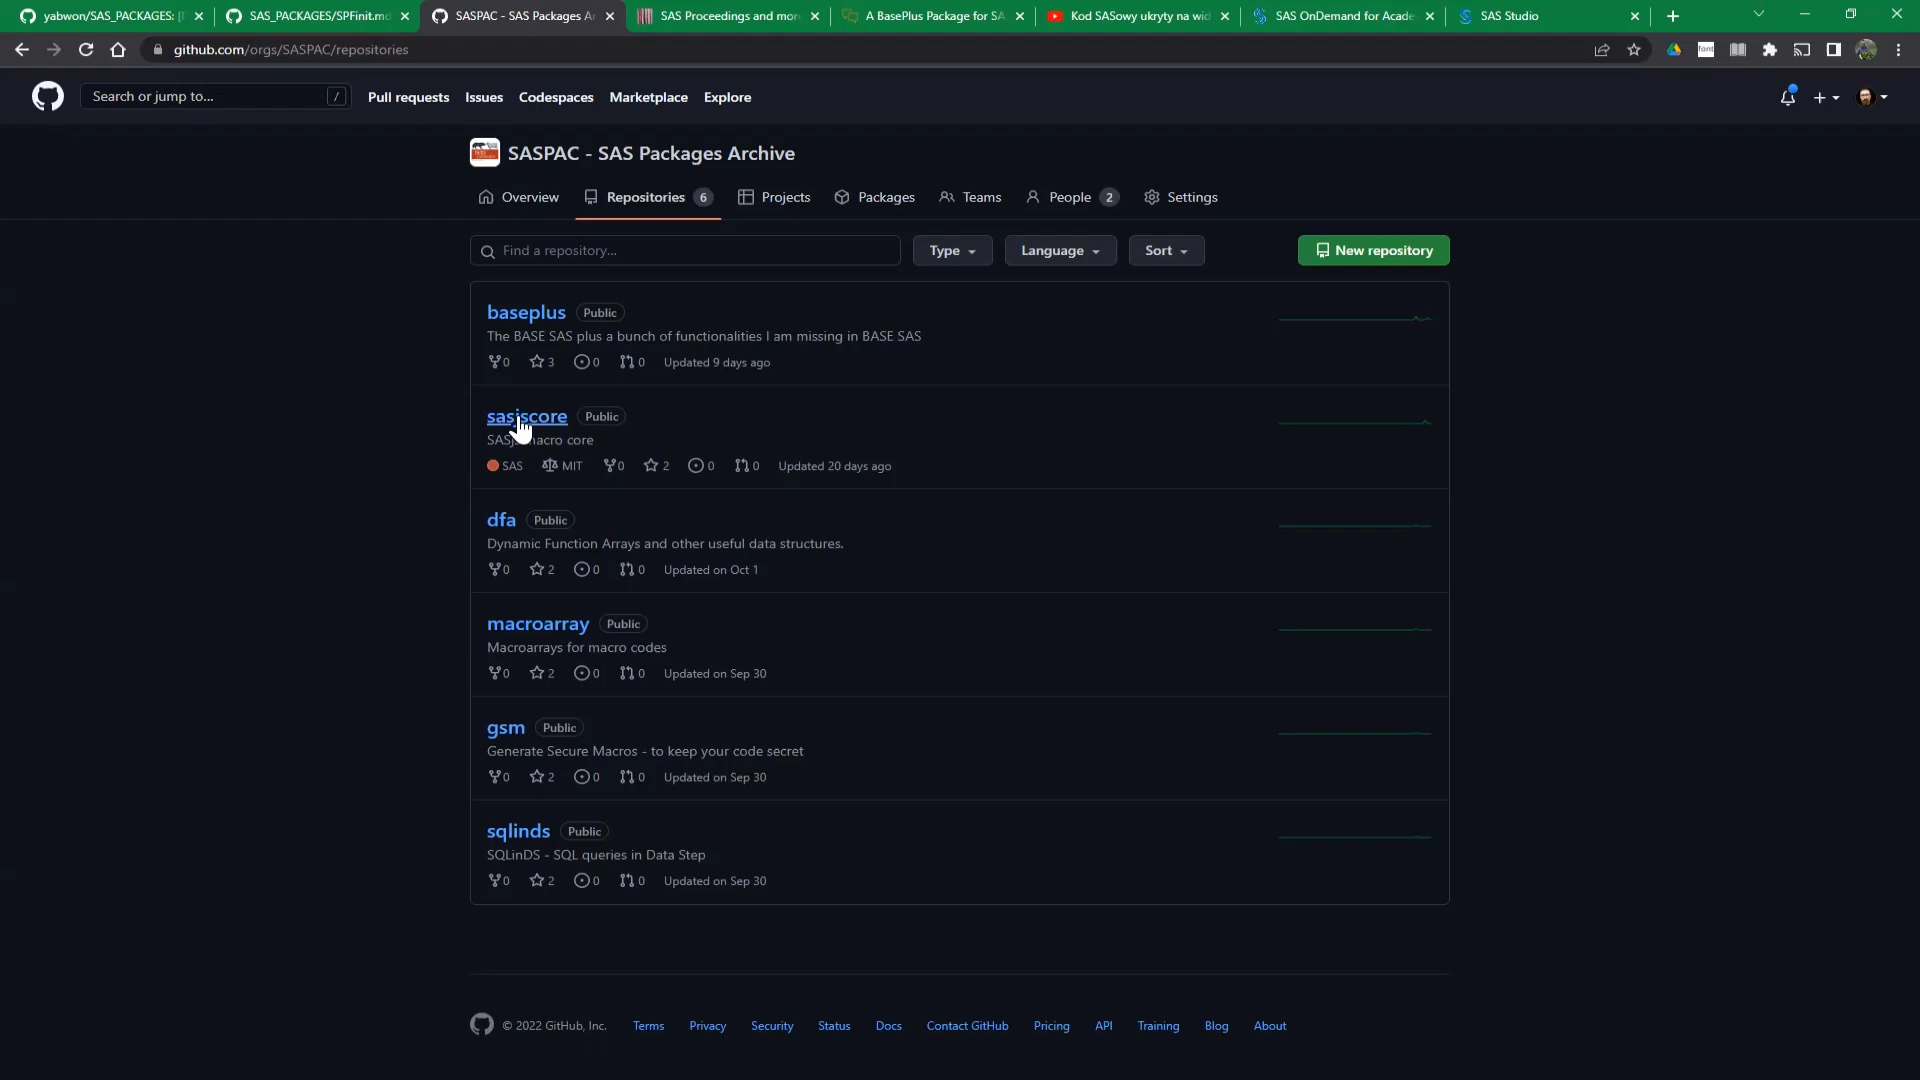 yabwon/SAS_PACKAGES: [
SAS_PACKAGES/SPFinit.md
SASPAC - SAS Packages Ar
SAS Proceedings and more
A BasePlus Package for SA
Kod SASowy ukryty na wid
SAS OnDemand for Acade
SAS Studio
github.com/orgs/SASPAC/repositories
font
Search or jump to... /
Pull requests Issues Codespaces Marketplace Explore
SASPAC - SAS Packages Archive
Overview Repositories 6 Projects Packages Teams People 2 Settings
Find a repository... Type Language Sort New repository
baseplus Public
The BASE SAS plus a bunch of functionalities I am missing in BASE SAS
0 3 0 0 Updated 9 days ago
sasjscore Public
SASjs macro core
SAS MIT 0 2 0 0 Updated 20 days ago
dfa Public
Dynamic Function Arrays and other useful data structures.
0 2 0 0 Updated on Oct 1
macroarray Public
Macroarrays for macro codes
0 2 0 0 Updated on Sep 30
gsm Public
Generate Secure Macros - to keep your code secret
0 2 0 0 Updated on Sep 30
sqlinds Public
SQLinDS - SQL queries in Data Step
0 2 0 0 Updated on Sep 30
© 2022 GitHub, Inc. Terms Privacy Security Status Docs Contact GitHub Pricing API Training Blog About